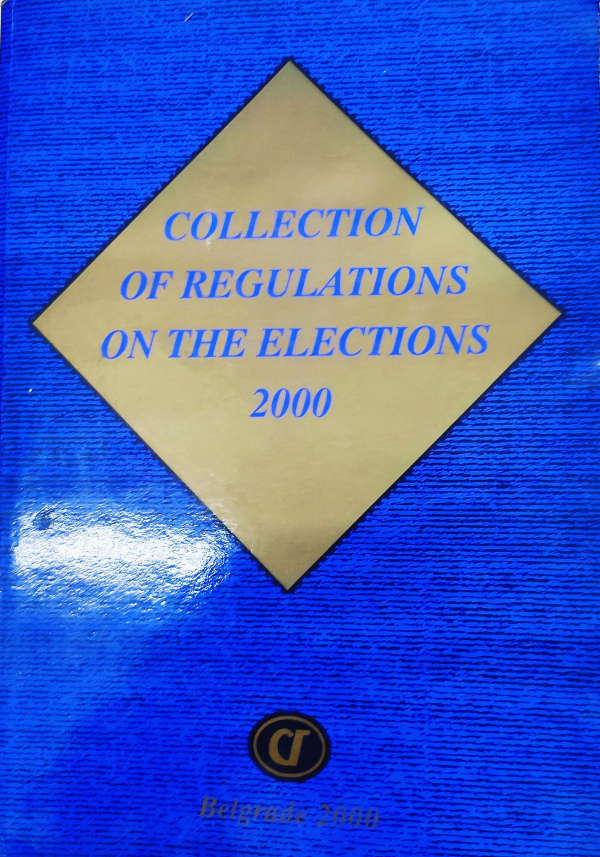 COLLECTION
OF REGULATIONS
ON THE ELECTIONS
2000
Belgrade 2000